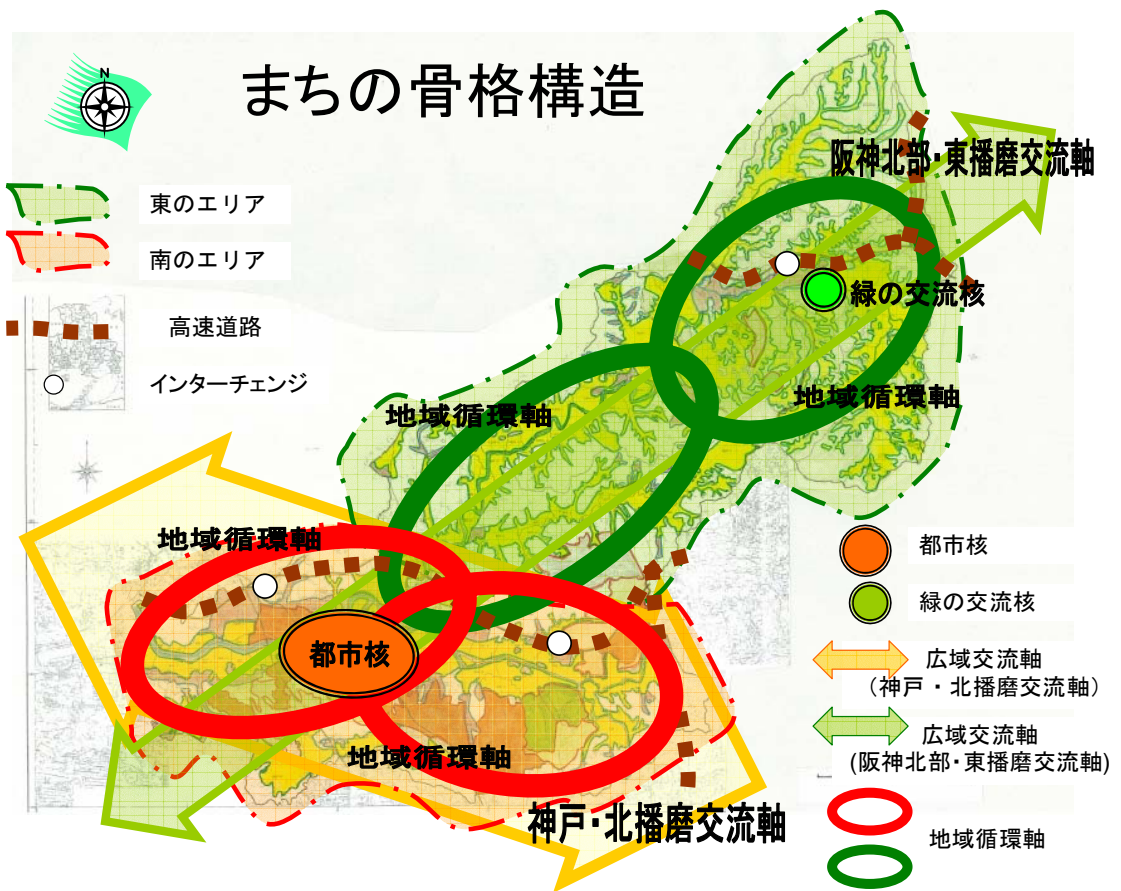 まちの骨格構造
N
東のエリア
南のエリア
高速道路
インターチェンジ
阪神北部・東播磨交流軸
緑の交流核
地域循環軸
地域循環軸
地域循環軸
都市核
地域循環軸
神戸・北播磨交流軸
都市核
緑の交流核
広域交流軸
（神戸・北播磨交流軸）
広域交流軸
(阪神北部・東播磨交流軸)
地域循環軸